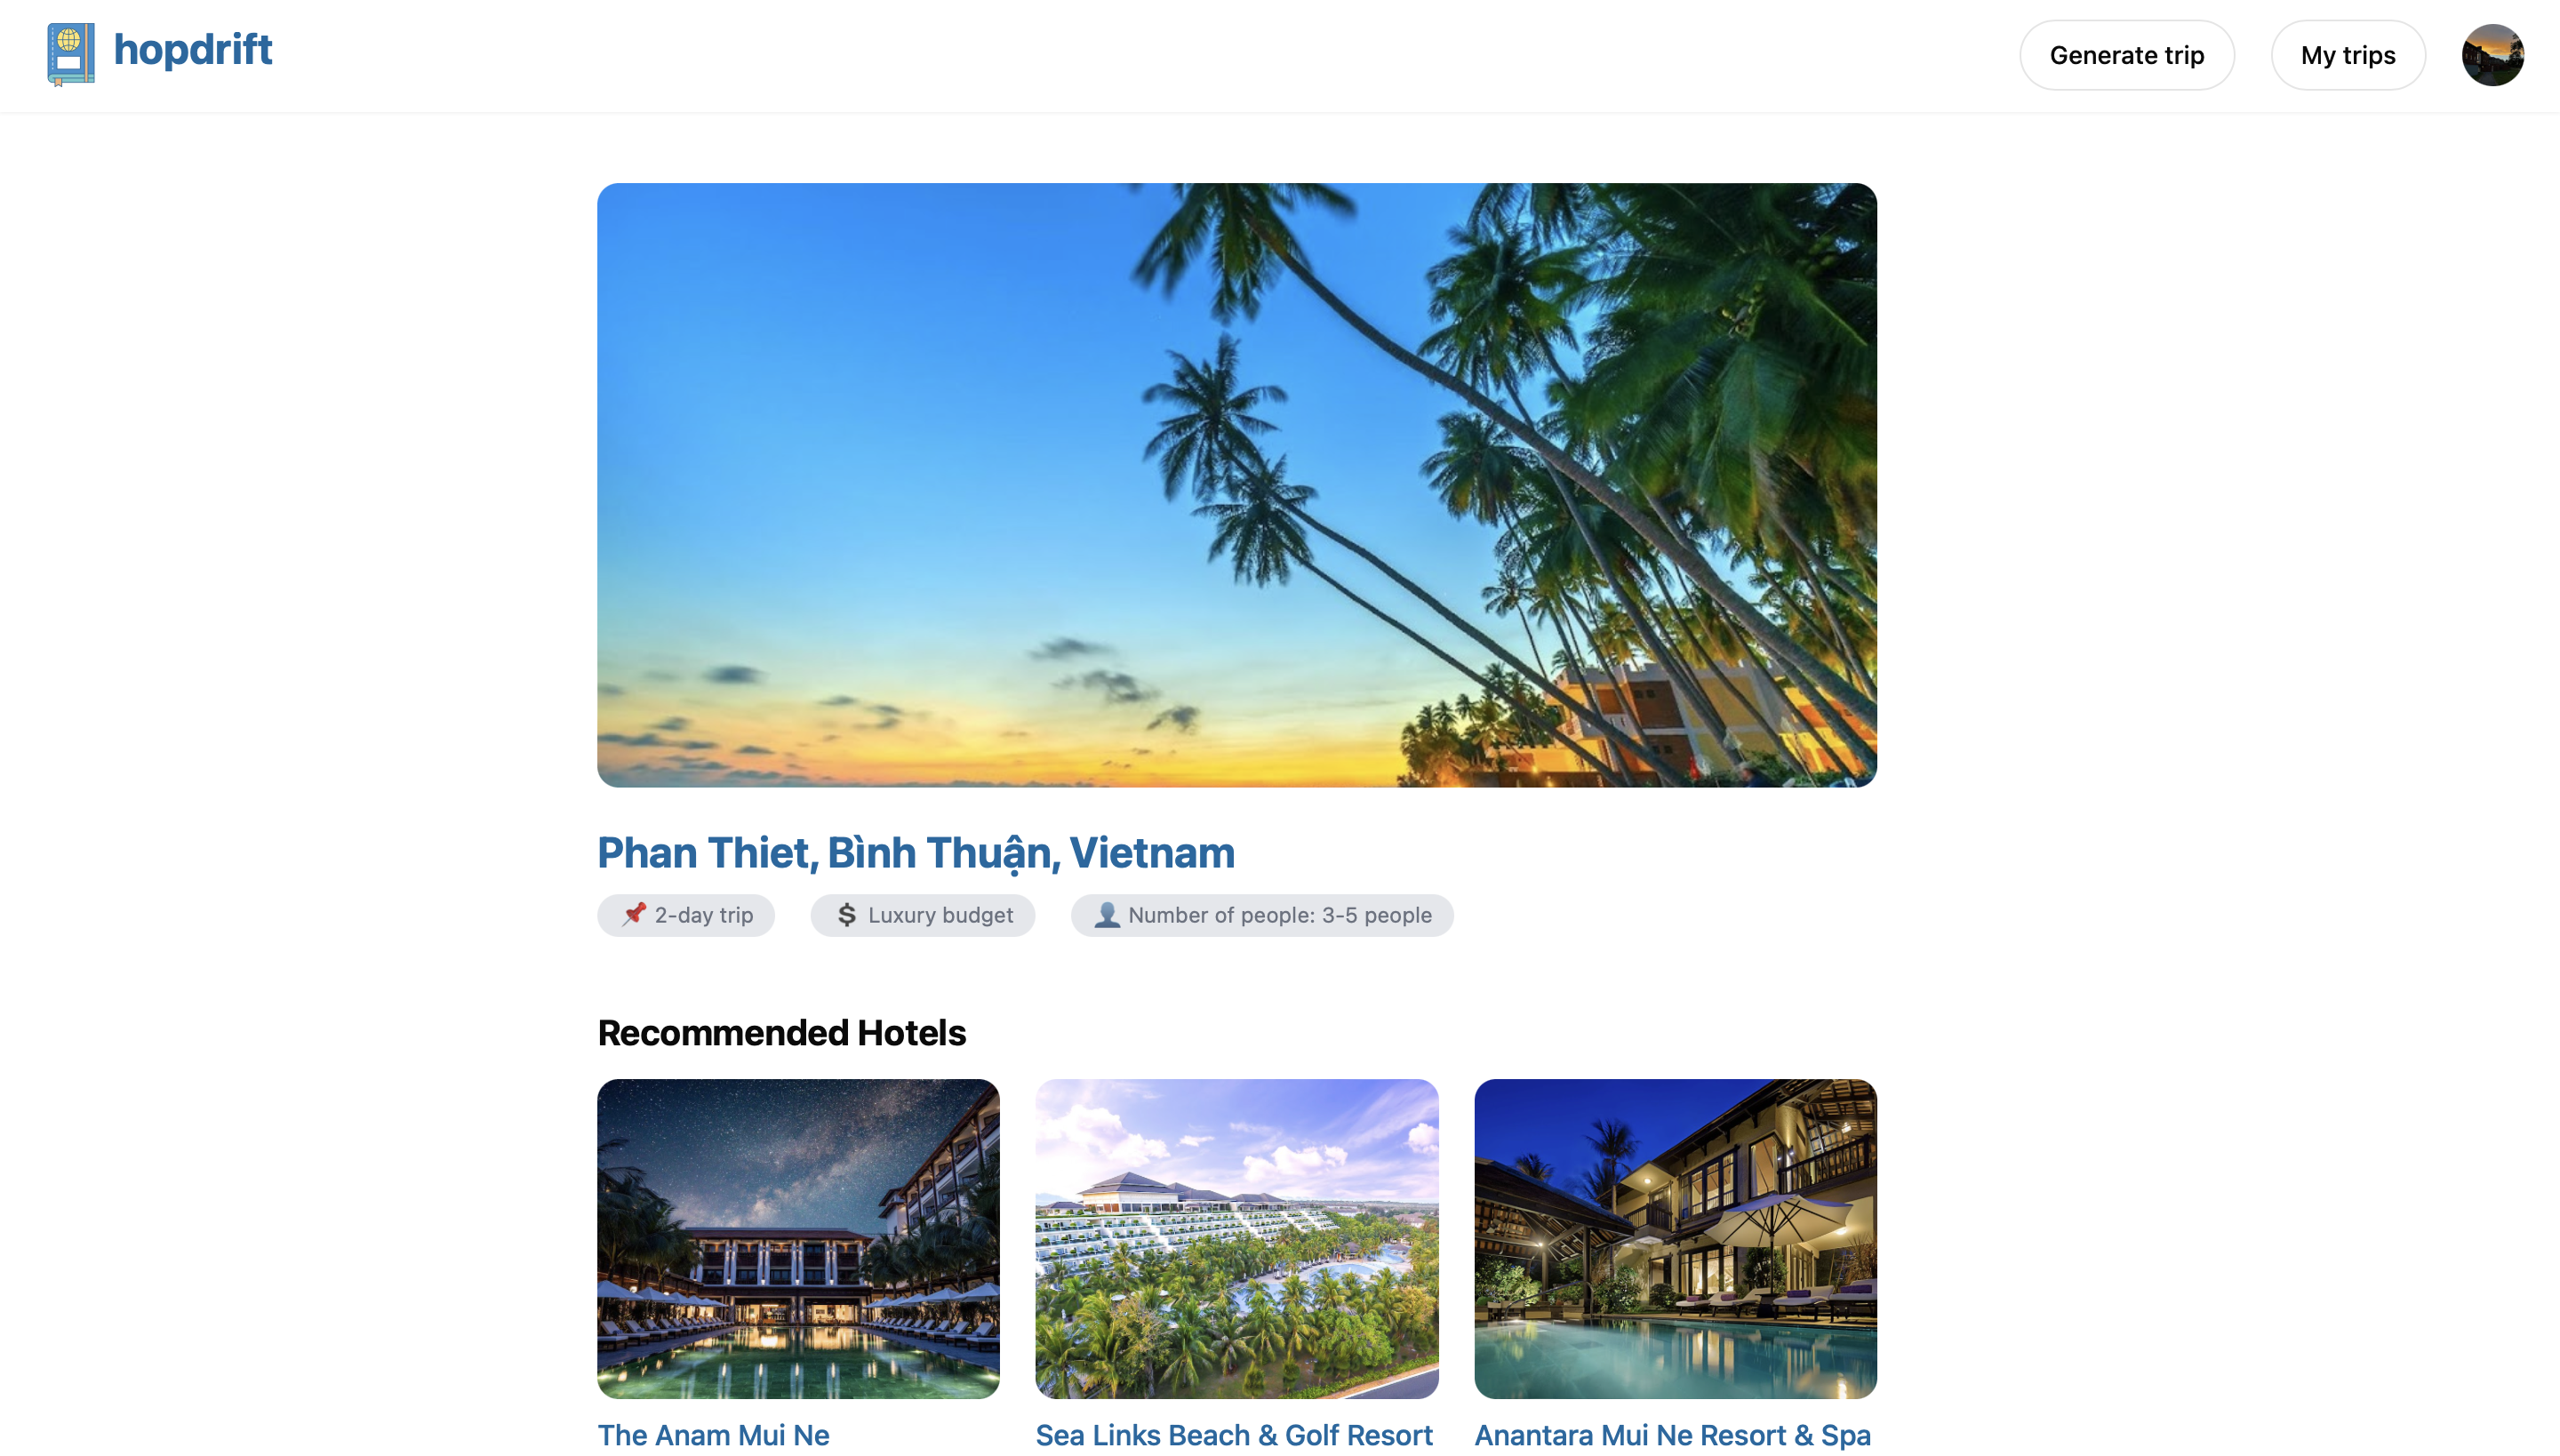 hopdrift
Generate trip
My trips
Phan Thiet, Bình Thuận, Vietnam
📌 2-day trip
💲 Luxury budget
👤 Number of people: 3-5 people
Recommended Hotels
The Anam Mui Ne
Sea Links Beach & Golf Resort
Anantara Mui Ne Resort & Spa